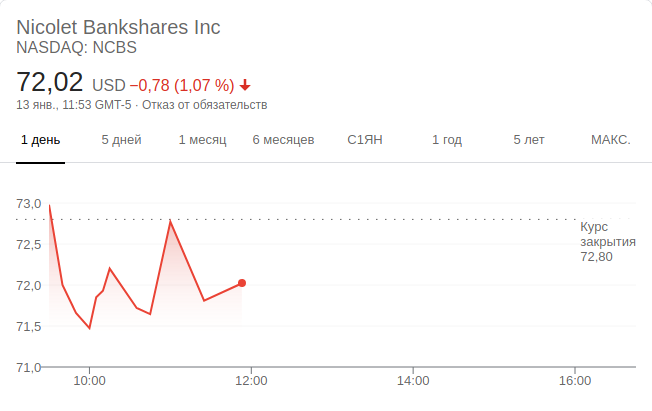 Nicolet Bankshares Inc
NASDAQ: NCBS
72,02 USD −0,78 (1,07 %)
13 янв., 11:53 GMT-5 · Отказ от обязательств
1 день 5 дней 1 месяц 6 месяцев С1ЯН 1 год 5 лет МАКС.
73,0
Курс
закрытия
72,5
72,80
72,0
71,5
71,0
10:00 12:00 14:00 16:00